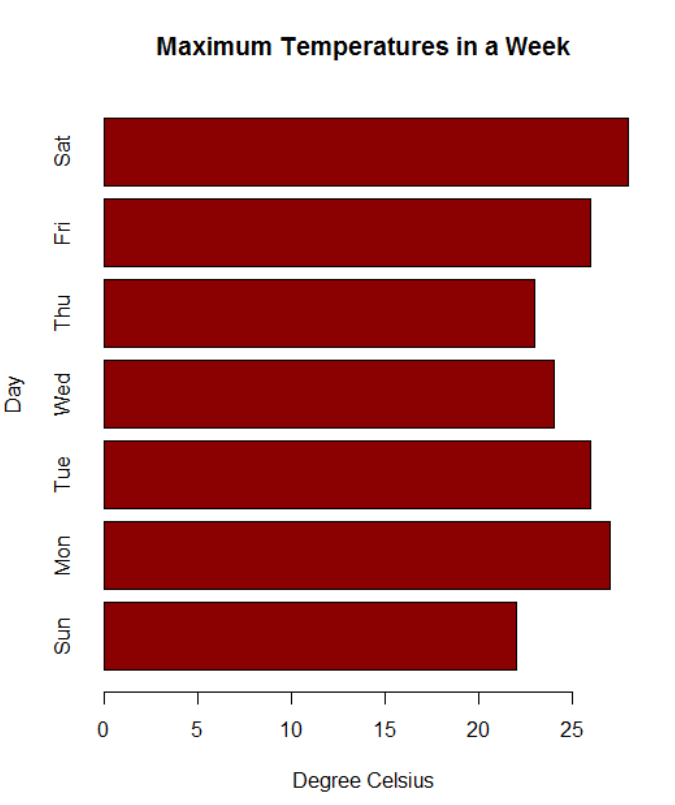 Maximum Temperatures in a Week
Sat
Fri
Thu
Wed
Tue
Mon
Sun
Day
0 5 10 15 20 25
Degree Celsius